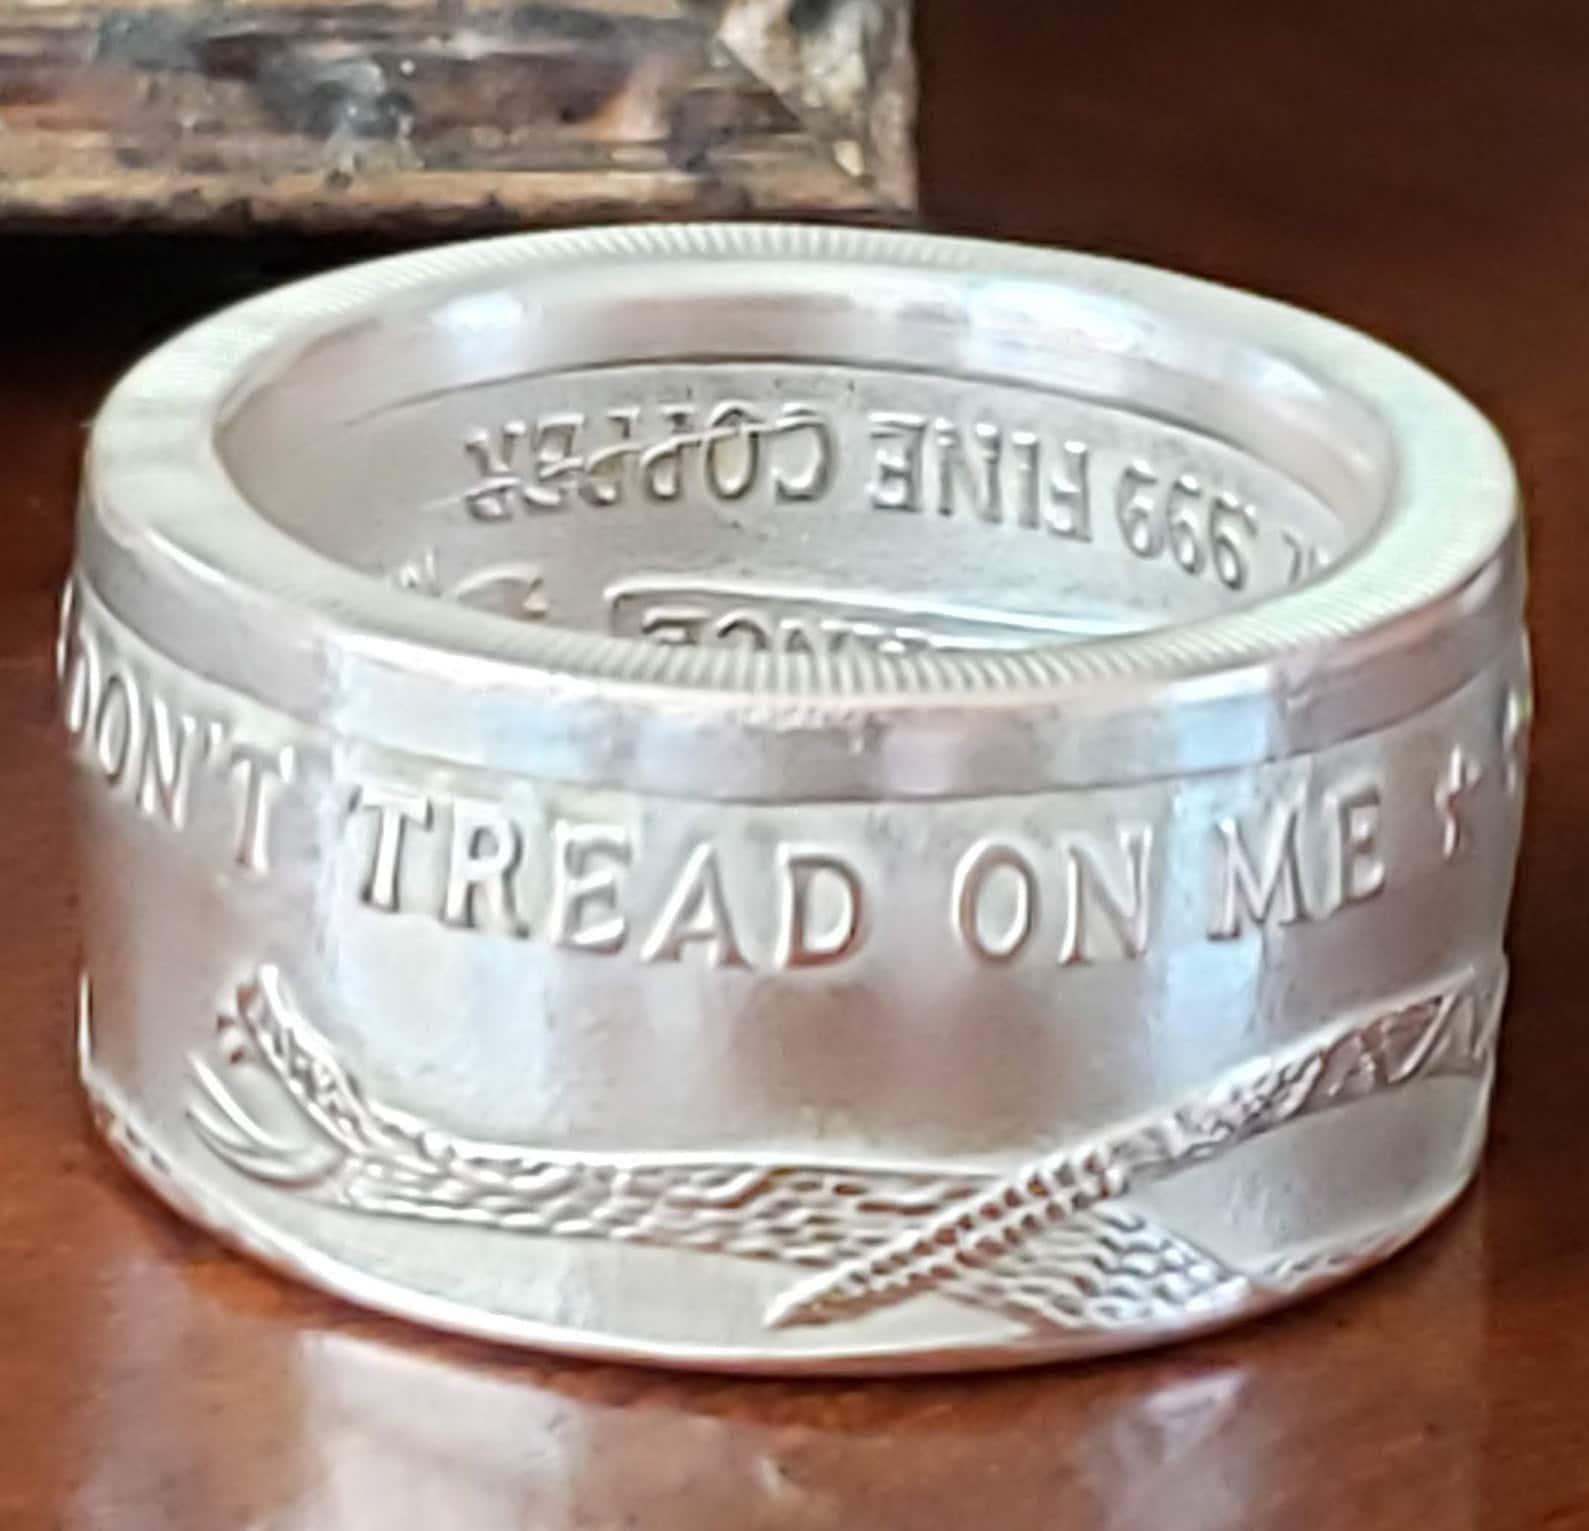 DON'T TREAD ON ME
.999 FINE COPPER